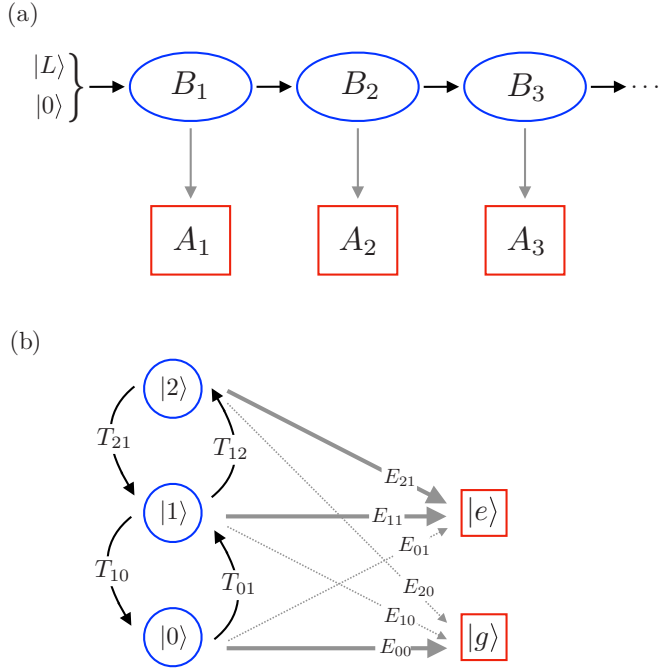 (a)
|L⟩
|0⟩
B₁ B₂ B₃ ···
A₁ A₂ A₃
(b)
|2⟩
T₂₁ T₁₂
E₂₁
|1⟩ E₁₁ |e⟩
E₀₁
T₁₀ T₀₁ E₂₀
E₁₀
|0⟩ E₀₀ |g⟩